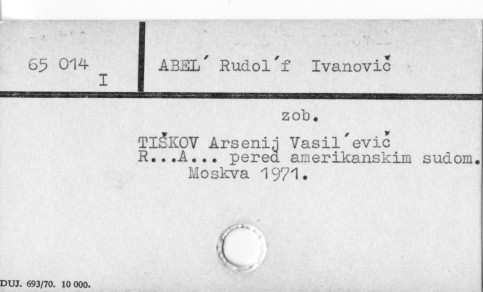 65 014 ABEL´ Rudol´f Ivanovič
I
zob.
TIŠKOV Arsenij Vasil´evič
R...A... pered amerikanskim sudom.
Moskva 1971.
DUJ. 693/70. 10 000.